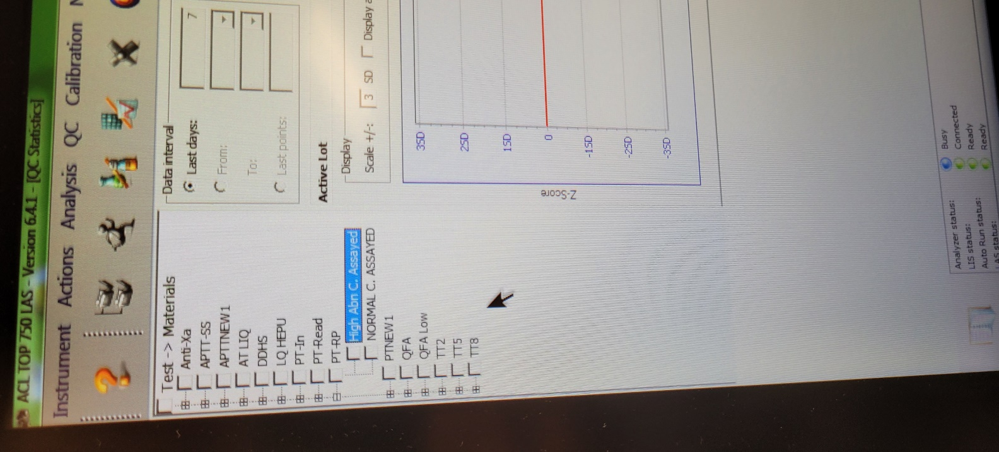 ACL TOP 750 LAS - Version 6.4.1 - [QC Statistics]
Instrument Actions Analysis QC Calibration
?
Test -> Materials
Anti-Xa
APTT-SS
APTTNEW1
AT LIQ
DDHS
LQ HEPU
PT-In
PT-Read
PT-RP
High Abn C. Assayed
NORMAL C. ASSAYED
PTNEW1
QFA
QFA Low
TT2
TT5
TT8
Data interval
Last days: 7
From:
To:
Last points:
Active Lot
Display
Scale +/-: 3 SD Display
3SD
2SD
1SD
0
-1SD
-2SD
-3SD
Z-Score
Analyzer status: Busy
LIS status: Connected
Auto Run status: Ready
LAS status: Ready